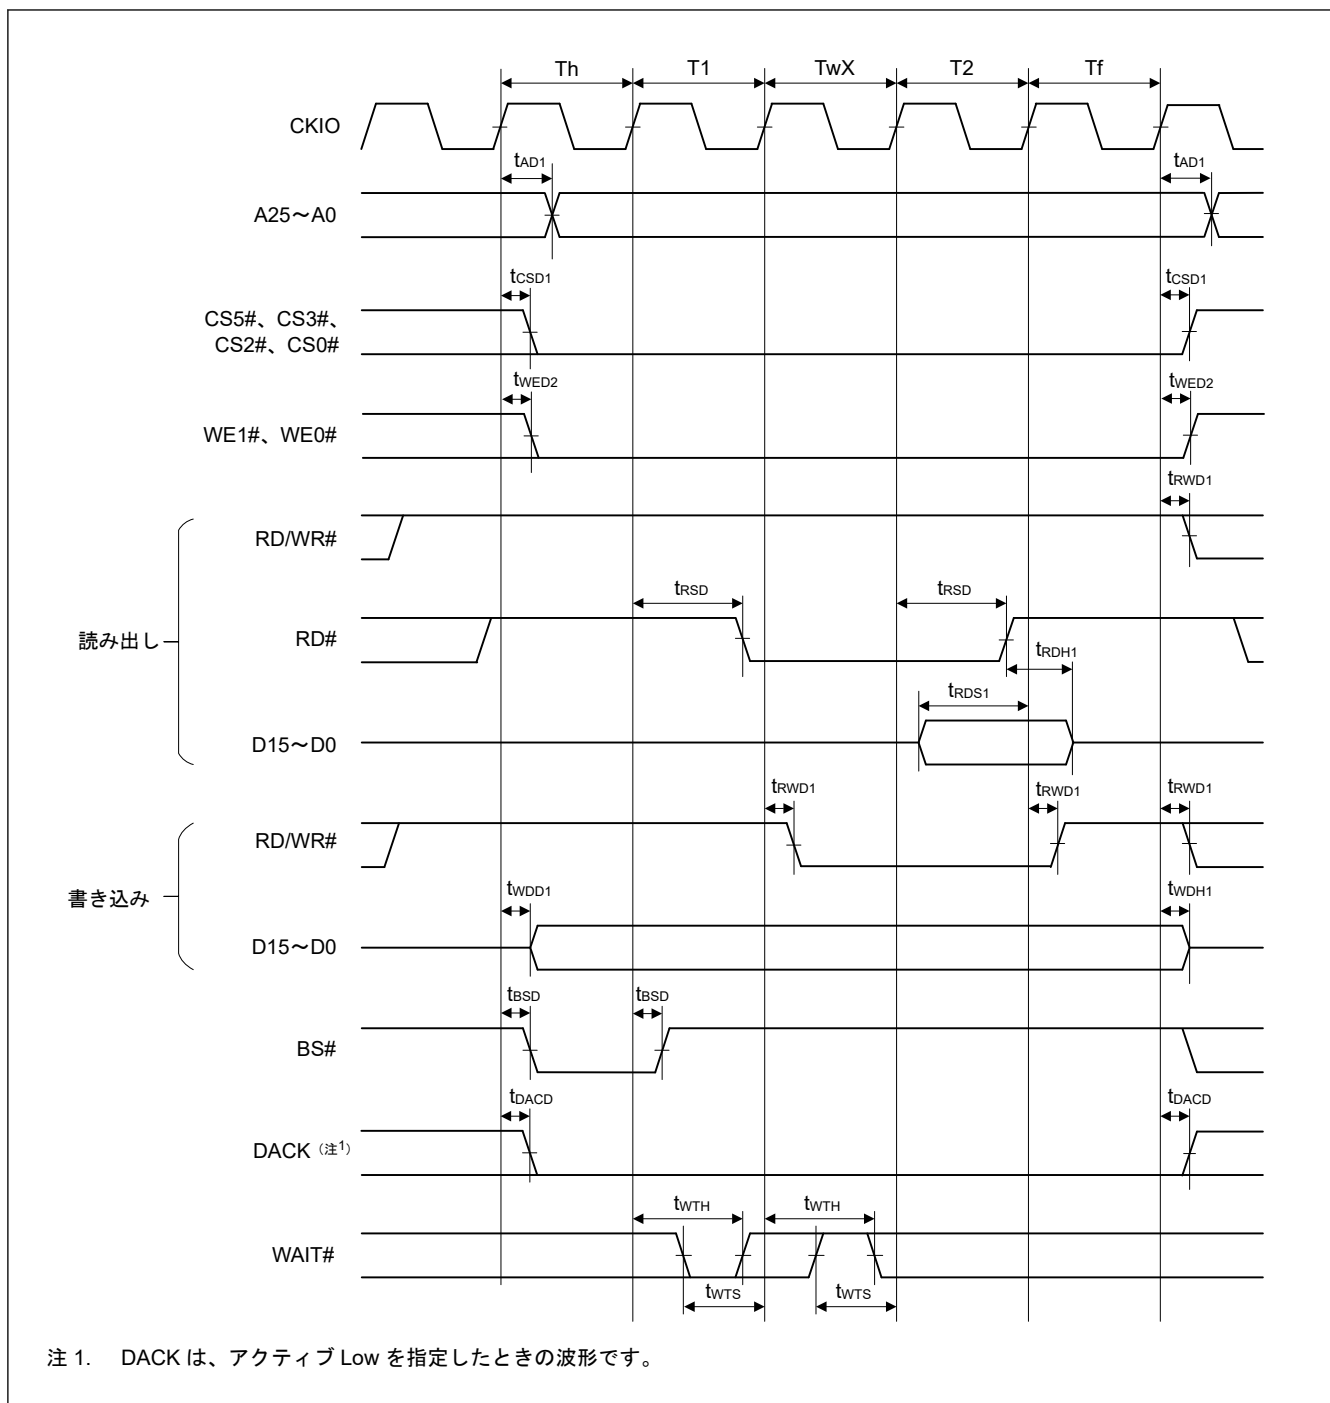 Th T1 TwX T2 Tf
CKIO
tAD1 tAD1
A25～A0
tCSD1 tCSD1
CS5#、CS3#、
CS2#、CS0#
tWED2 tWED2
WE1#、WE0#
tRWD1
RD/WR#
tRSD tRSD
読み出し
RD#
tRDH1
tRDS1
D15～D0
tRWD1 tRWD1 tRWD1
RD/WR#
書き込み
tWDD1 tWDH1
D15～D0
tBSD tBSD
BS#
tDACD tDACD
DACK（注1）
tWTH tWTH
WAIT#
tWTS tWTS
注 1. DACK は、アクティブ Low を指定したときの波形です。